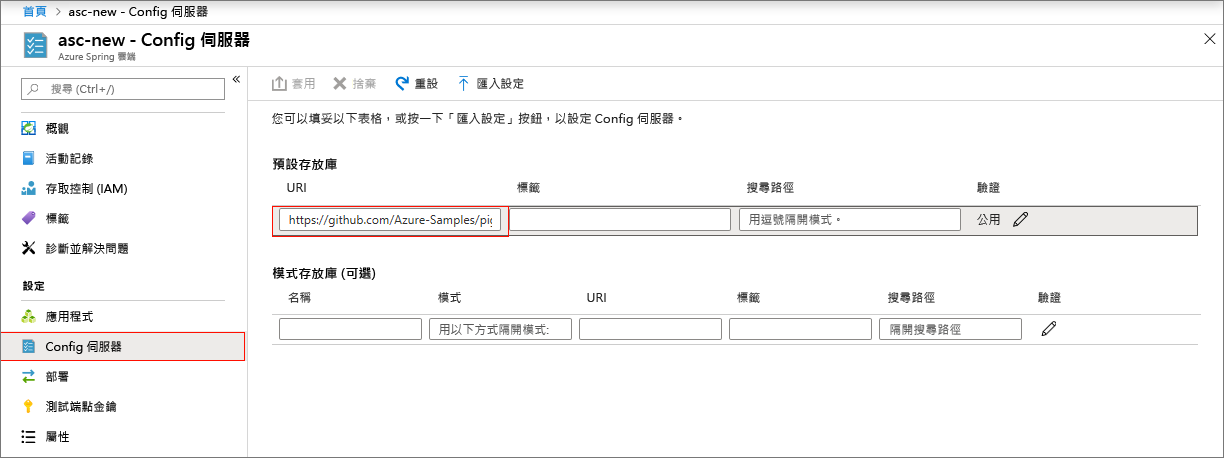 首頁 > asc-new - Config 伺服器
asc-new - Config 伺服器
Azure Spring 雲端
搜尋 (Ctrl+/)
概觀
活動記錄
存取控制 (IAM)
標籤
診斷並解決問題
設定
應用程式
Config 伺服器
部署
測試端點金鑰
屬性
套用 捨棄 重設 匯入設定
您可以填妥以下表格，或按一下「匯入設定」按鈕，以設定 Config 伺服器。
預設存放庫
URI 標籤 搜尋路徑 驗證
https://github.com/Azure-Samples/pig 用逗號隔開模式。 公用
模式存放庫 (可選)
名稱 模式 URI 標籤 搜尋路徑 驗證
用以下方式隔開模式: 隔開搜尋路徑